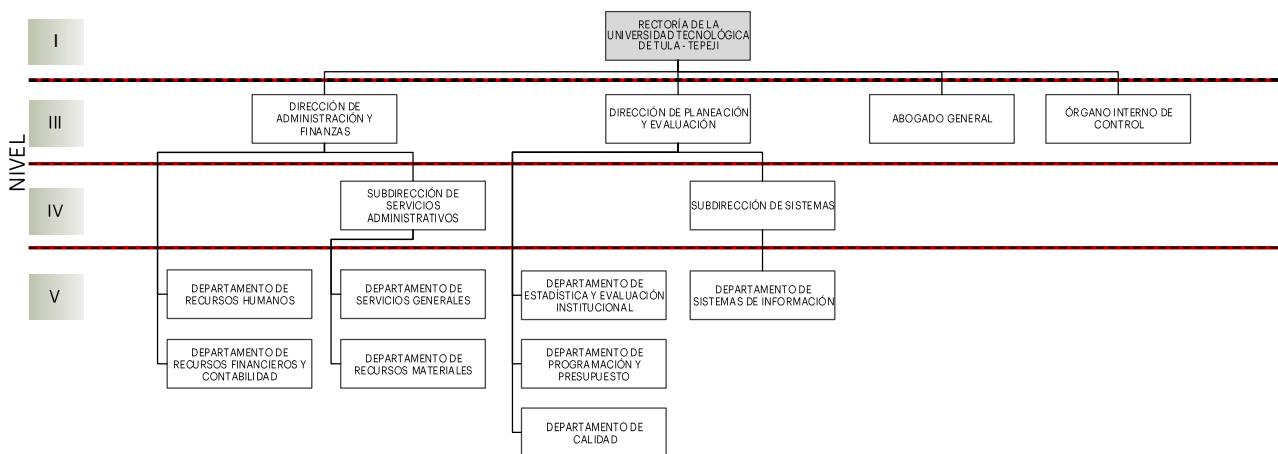 I
RECTORÍA DE LA
UNIVERSIDAD TECNOLÓGICA
DE TULA - TEPEJI
NIVEL
III
DIRECCIÓN DE
ADMINISTRACIÓN Y
FINANZAS
DIRECCIÓN DE PLANEACIÓN
Y EVALUACIÓN
ABOGADO GENERAL
ÓRGANO INTERNO DE
CONTROL
IV
SUBDIRECCIÓN DE
SERVICIOS
ADMINISTRATIVOS
SUBDIRECCIÓN DE SISTEMAS
V
DEPARTAMENTO DE
RECURSOS HUMANOS
DEPARTAMENTO DE
SERVICIOS GENERALES
DEPARTAMENTO DE
ESTADÍSTICA Y EVALUACIÓN
INSTITUCIONAL
DEPARTAMENTO DE
SISTEMAS DE INFORMACIÓN
DEPARTAMENTO DE
RECURSOS FINANCIEROS Y
CONTABILIDAD
DEPARTAMENTO DE
RECURSOS MATERIALES
DEPARTAMENTO DE
PROGRAMACIÓN Y
PRESUPUESTO
DEPARTAMENTO DE
CALIDAD